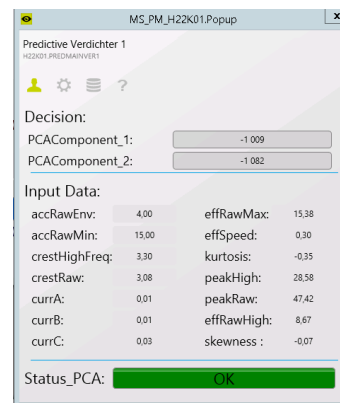 MS_PM_H22K01.Popup x
Predictive Verdichter 1
H22K01.PREDMAINVER1
?
Decision:
PCAComponent_1: -1 009
PCAComponent_2: -1 082
Input Data:
accRawEnv: 4,00 effRawMax: 15,38
accRawMin: 15,00 effSpeed: 0,30
crestHighFreq: 3,30 kurtosis: -0,35
crestRaw: 3,08 peakHigh: 28,58
currA: 0,01 peakRaw: 47,42
currB: 0,01 effRawHigh: 8,67
currC: 0,03 skewness : -0,07
Status_PCA: OK